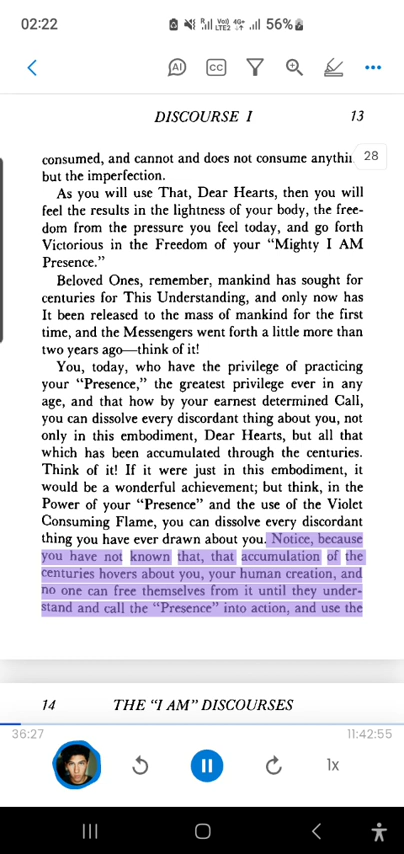 02:22
56%
AI
CC
DISCOURSE I 13
28
consumed, and cannot and does not consume anythi
but the imperfection.
As you will use That, Dear Hearts, then you will
feel the results in the lightness of your body, the free-
dom from the pressure you feel today, and go forth
Victorious in the Freedom of your “Mighty I AM
Presence.”
Beloved Ones, remember, mankind has sought for
centuries for This Understanding, and only now has
It been released to the mass of mankind for the first
time, and the Messengers went forth a little more than
two years ago—think of it!
You, today, who have the privilege of practicing
your “Presence,” the greatest privilege ever in any
age, and that how by your earnest determined Call,
you can dissolve every discordant thing about you, not
only in this embodiment, Dear Hearts, but all that
which has been accumulated through the centuries.
Think of it! If it were just in this embodiment, it
would be a wonderful achievement; but think, in the
Power of your “Presence” and the use of the Violet
Consuming Flame, you can dissolve every discordant
thing you have ever drawn about you. Notice, because
you have not known that, that accumulation of the
centuries hovers about you, your human creation, and
no one can free themselves from it until they under-
stand and call the “Presence” into action, and use the
14 THE “I AM” DISCOURSES
36:27 11:42:55
1x